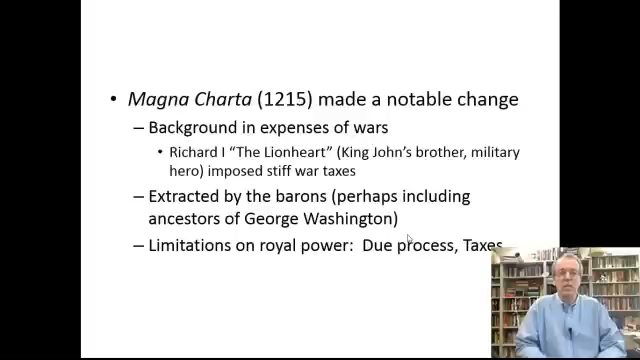 • Magna Charta (1215) made a notable change
– Background in expenses of wars
• Richard I “The Lionheart” (King John’s brother, military
hero) imposed stiff war taxes
– Extracted by the barons (perhaps including
ancestors of George Washington)
– Limitations on royal power:  Due process, Taxes